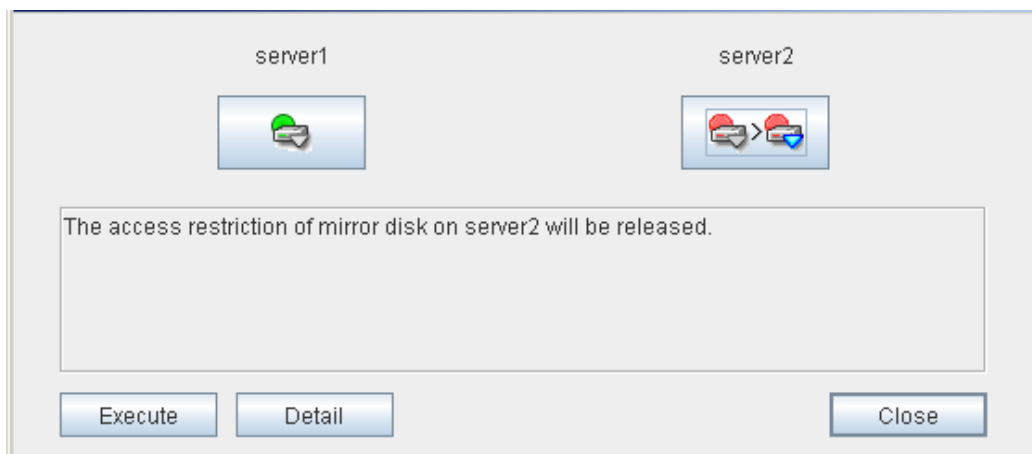 server1 server2
>
The access restriction of mirror disk on server2 will be released.
Execute Detail Close